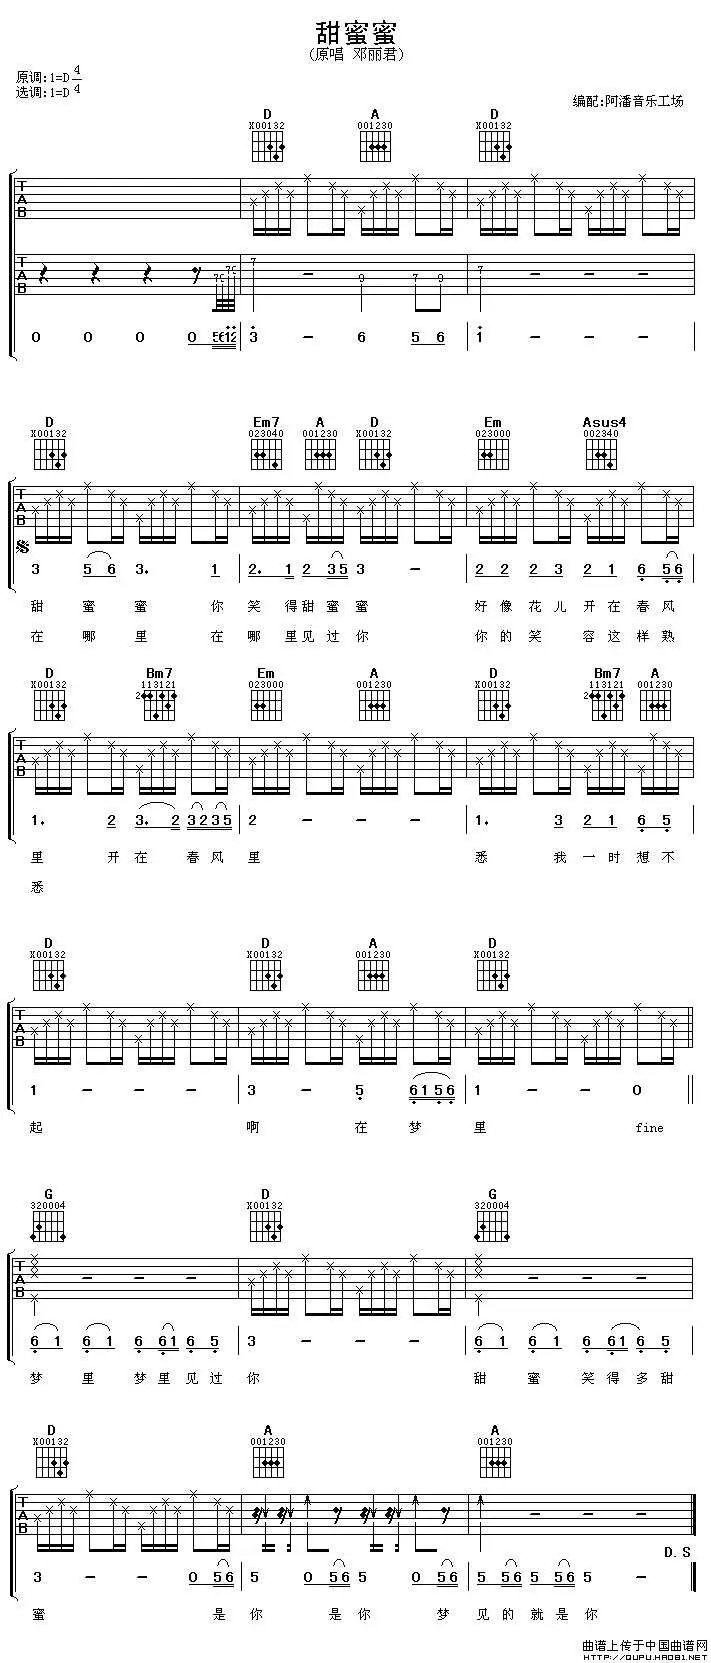 甜蜜蜜
(原唱 邓丽君)
原调:1=D 4
选调:1=D 4
编配:阿潘音乐工场
D A D
X00132 001230 X00132
TAB
TAB
7 - 9 7 9 7 - - -
0 0 0 0 5612 3 - 6 5 6 1 - - -
D Em7 A D Em Asus4
X00132 023040 001230 X00132 023000 002340
TAB
3 5 6 3. 1 2. 1 2 3 5 3 - 2 2 2 3 2 1 6 5 6
甜 蜜 蜜 你 笑 得 甜 蜜 蜜 好 像 花 儿 开 在 春 风
在 哪 里 在 哪 里 见 过 你 你 的 笑 容 这 样 熟
D Bm7 Em A D Bm7 A
X00132 2 113121 023000 001230 X00132 2 113121 001230
TAB
1. 2 3. 2 3 2 3 5 2 - - - 1. 3 2 1 6 5
里 开 在 春 风 里 悉 我 一 时 想 不
悉
D D A D
X00132 X00132 001230 X00132
TAB
1 - - - 3 - 5 6 1 5 6 1 - - 0
起 啊 在 梦 里 fine
G D G
320004 X00132 320004
TAB
- - - - - -
6 1 6 1 6 6 1 6 5 3 - - - 6 1 6 1 6 6 1 6 5
梦 里 梦 里 见 过 你 甜 蜜 笑 得 多 甜
D A A
X00132 001230 001230
TAB
- - -
D.S
3 - - 0 5 6 5 0 5 6 5 0 5 6 5 5 6 5 6 5 -
蜜 是 你 是 你 梦 见 的 就 是 你
曲谱上传于中国曲谱网
HTTP://QUPU.HAO81.NET